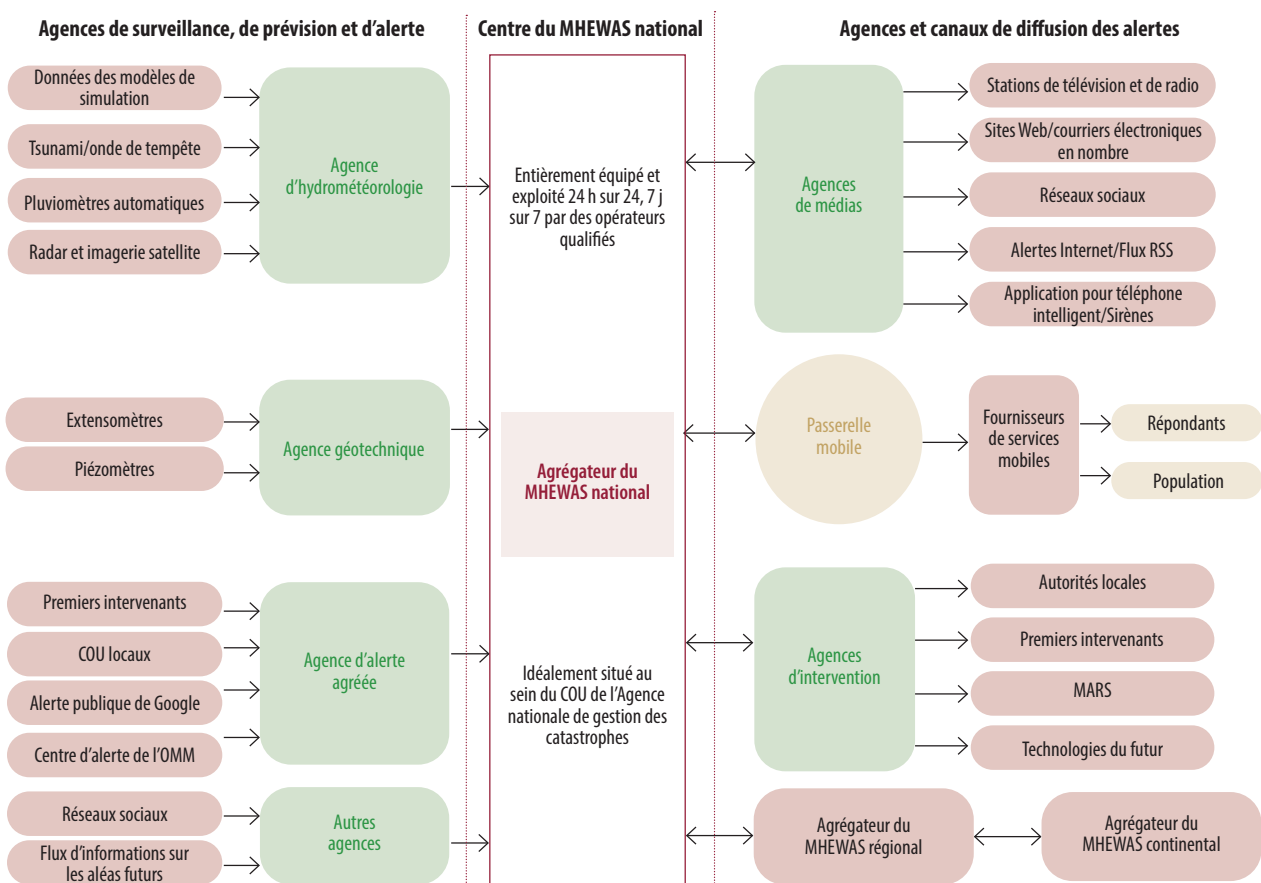 Agences de surveillance, de prévision et d'alerte
Données des modèles de
simulation
Tsunami/onde de tempête
Pluviomètres automatiques
Radar et imagerie satellite
Agence
d'hydrométéorologie
Extensomètres
Piézomètres
Agence géotechnique
Premiers intervenants
COU locaux
Alerte publique de Google
Centre d'alerte de l'OMM
Agence d'alerte
agréée
Réseaux sociaux
Flux d'informations sur
les aléas futurs
Autres
agences
Centre du MHEWAS national
Entièrement équipé et
exploité 24 h sur 24, 7 j
sur 7 par des opérateurs
qualifiés
Agrégateur du
MHEWAS national
Idéalement situé au
sein du COU de l'Agence
nationale de gestion des
catastrophes
Agences et canaux de diffusion des alertes
Agences
de médias
Stations de télévision et de radio
Sites Web/courriers électroniques
en nombre
Réseaux sociaux
Alertes Internet/Flux RSS
Application pour téléphone
intelligent/Sirènes
Passerelle
mobile
Fournisseurs
de services
mobiles
Répondants
Population
Agences
d'intervention
Autorités locales
Premiers intervenants
MARS
Technologies du futur
Agrégateur du
MHEWAS régional
Agrégateur du
MHEWAS continental